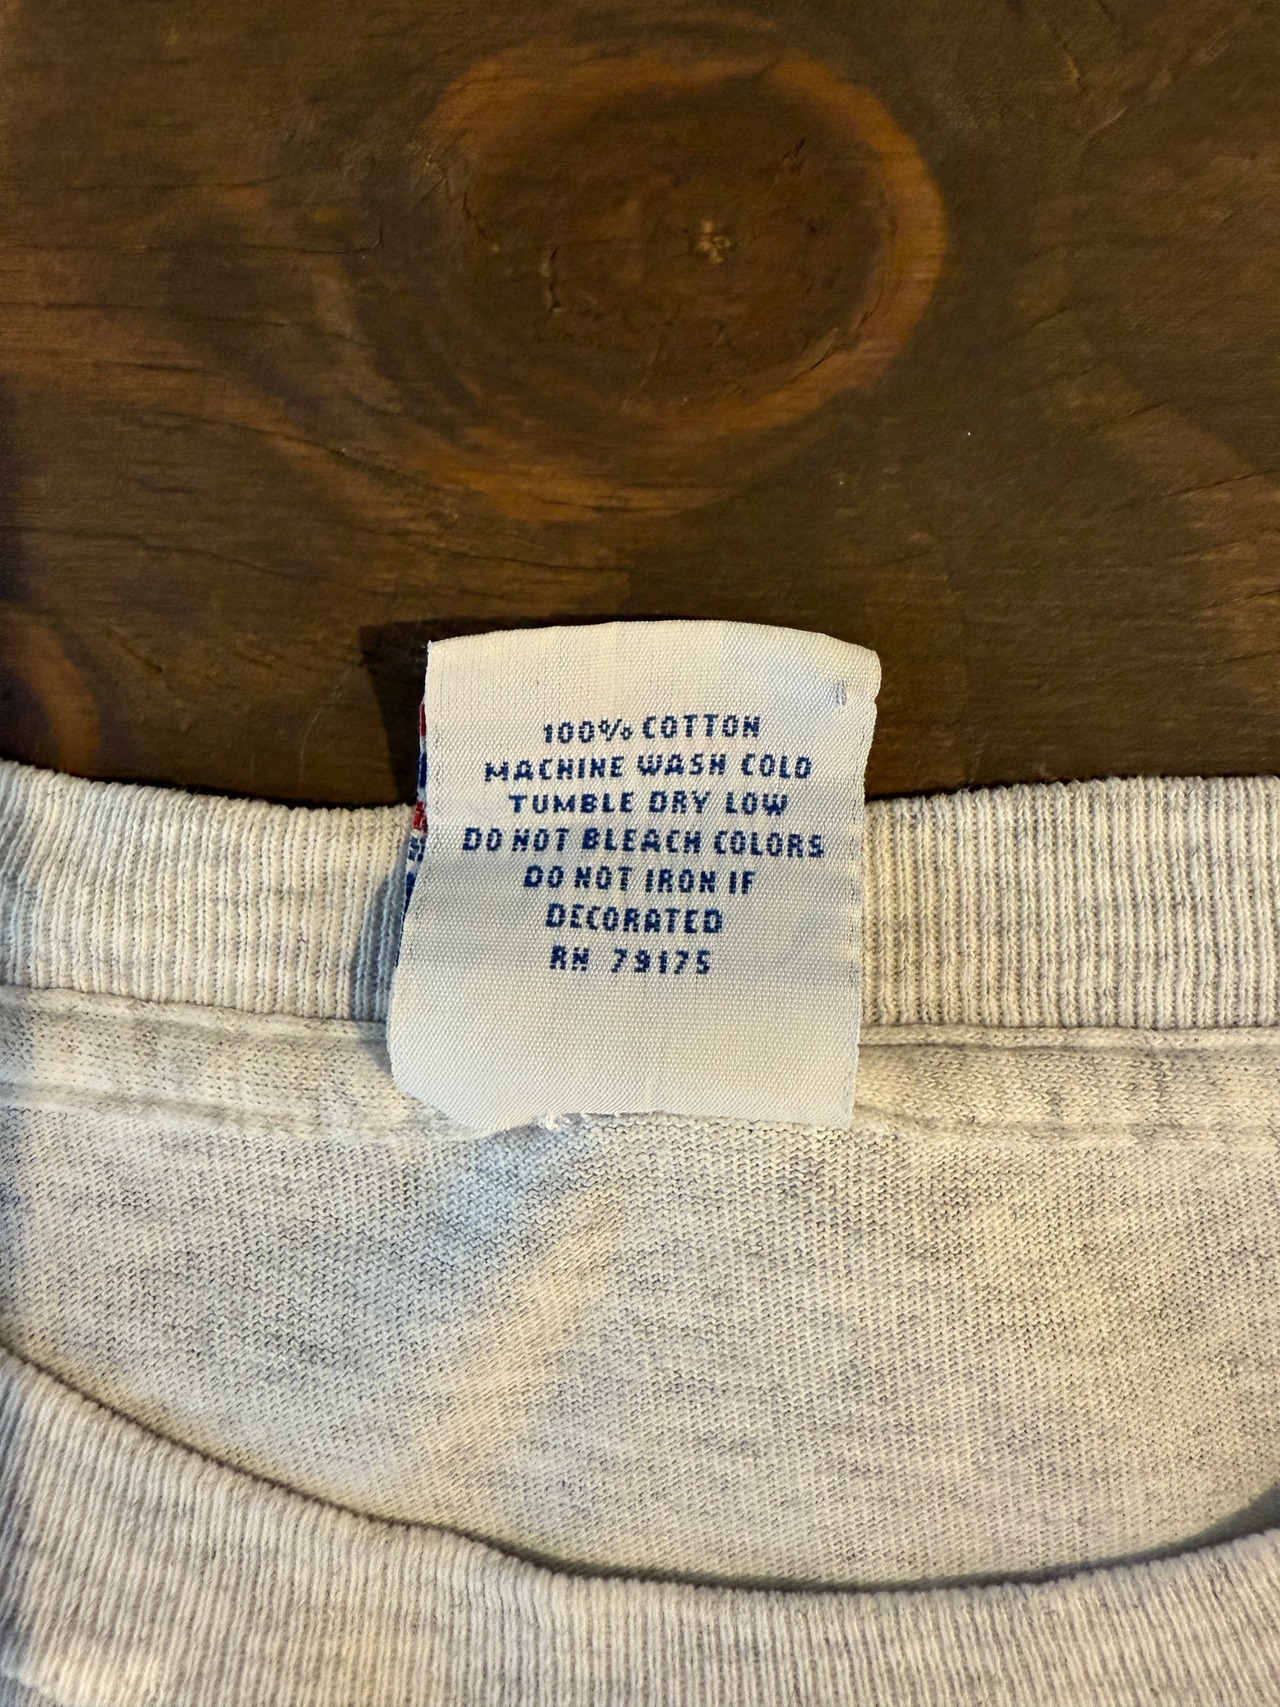 100% COTTON
MACHINE WASH COLD
TUMBLE DRY LOW
DO NOT BLEACH COLORS
DO NOT IRON IF
DECORATED
RN 79175